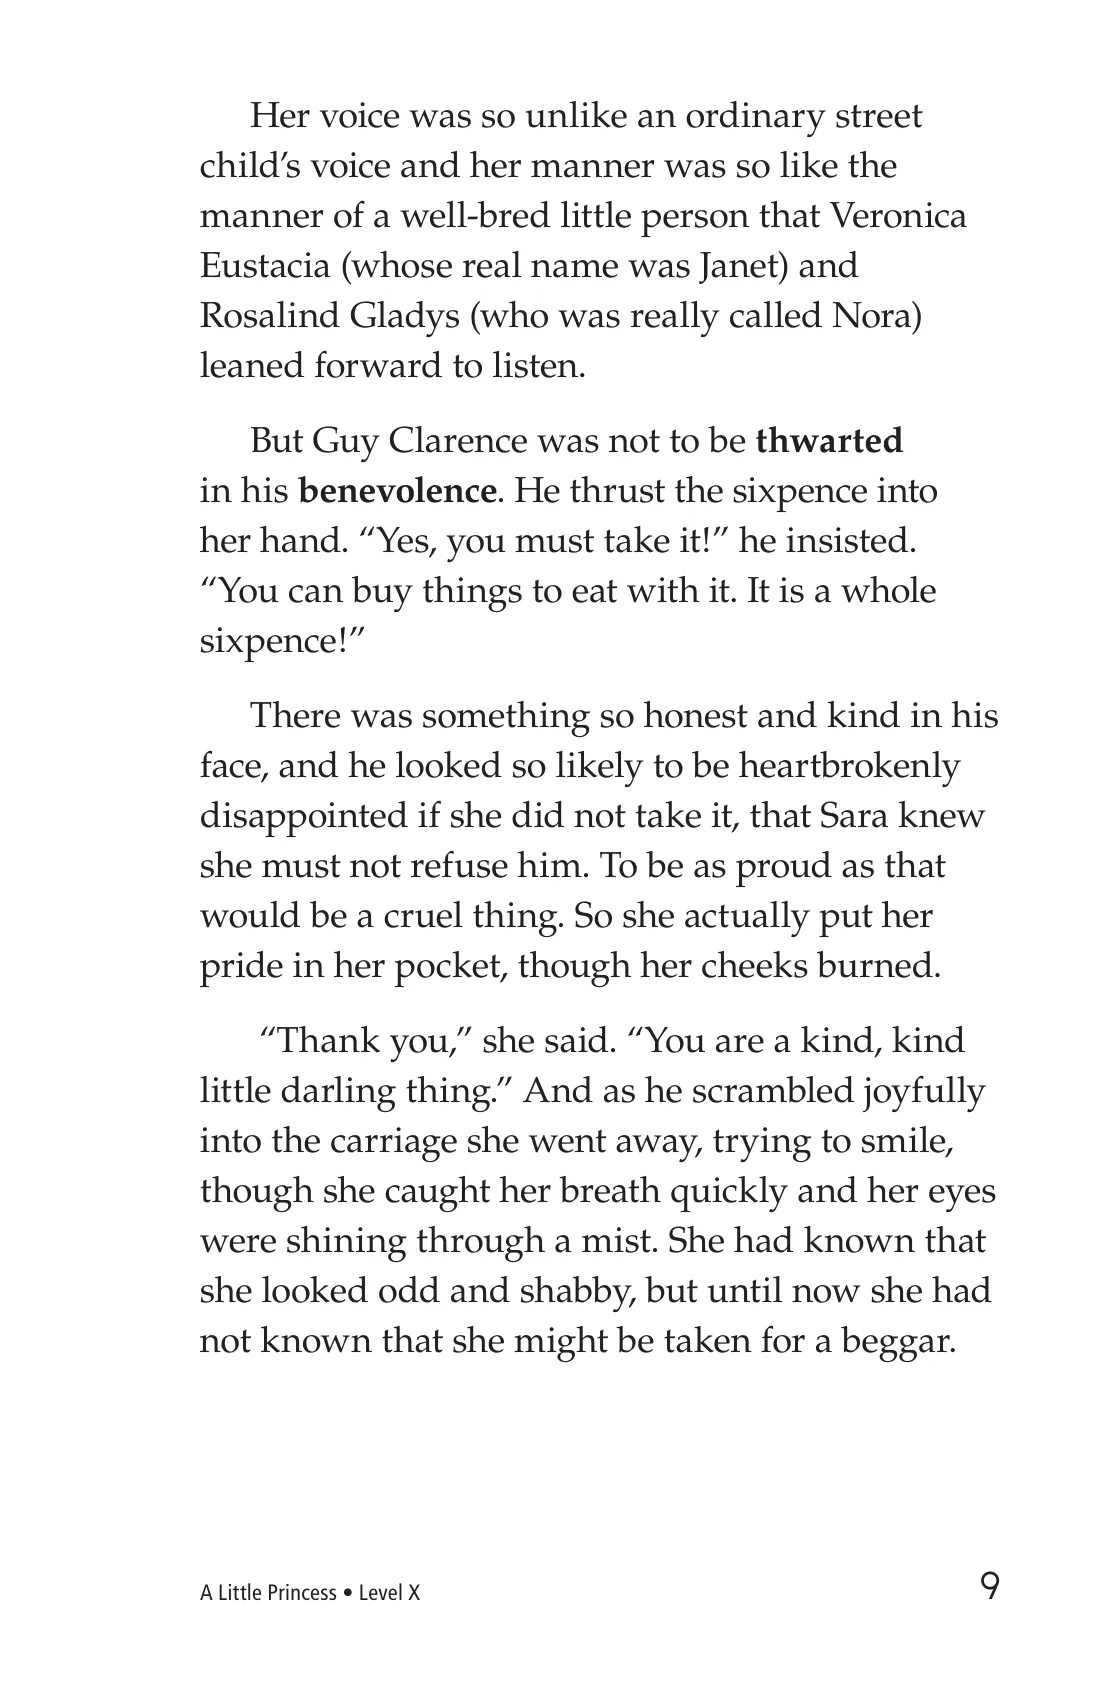 Her voice was so unlike an ordinary street
child’s voice and her manner was so like the
manner of a well-bred little person that Veronica
Eustacia (whose real name was Janet) and
Rosalind Gladys (who was really called Nora)
leaned forward to listen.
But Guy Clarence was not to be thwarted
in his benevolence. He thrust the sixpence into
her hand. “Yes, you must take it!” he insisted.
“You can buy things to eat with it. It is a whole
sixpence!”
There was something so honest and kind in his
face, and he looked so likely to be heartbrokenly
disappointed if she did not take it, that Sara knew
she must not refuse him. To be as proud as that
would be a cruel thing. So she actually put her
pride in her pocket, though her cheeks burned.
“Thank you,” she said. “You are a kind, kind
little darling thing.” And as he scrambled joyfully
into the carriage she went away, trying to smile,
though she caught her breath quickly and her eyes
were shining through a mist. She had known that
she looked odd and shabby, but until now she had
not known that she might be taken for a beggar.
A Little Princess • Level X
9